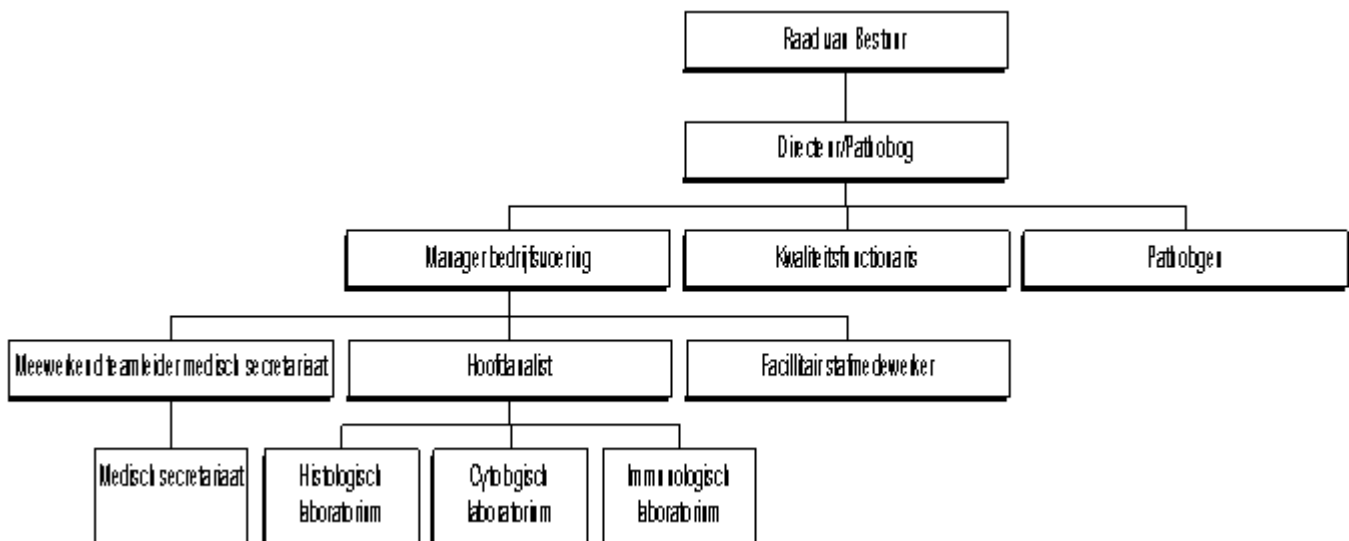 Raad van Bestuur
Directeur/Patholoog
Manager bedrijfsvoering
Kwaliteitsfunctionaris
Pathologen
Meewerkend teamleider medisch secretariaat
Hoofdanalist
Facillitair stafmedewerker
Medisch secretariaat
Histologisch
laboratorium
Cytologisch
laboratorium
Immunologisch
laboratorium